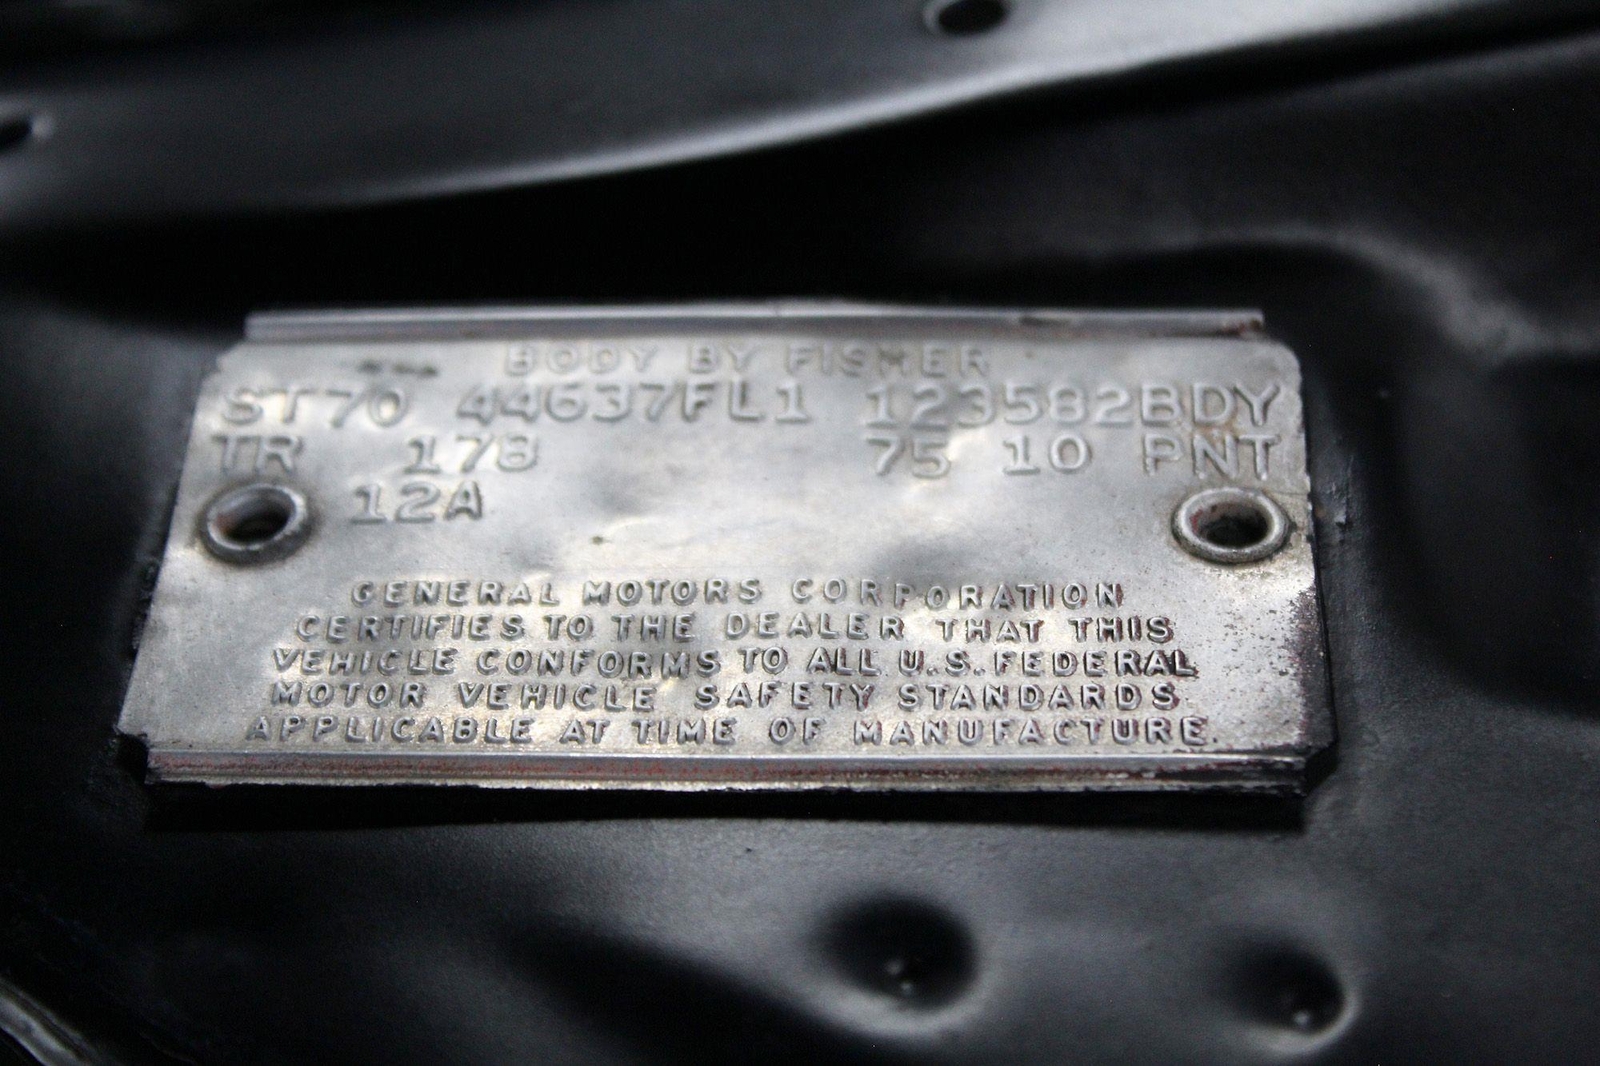 BODY BY FISHER
ST70 44637FL1 123582BDY
TR 178 75 10 PNT
12A
GENERAL MOTORS CORPORATION
CERTIFIES TO THE DEALER THAT THIS
VEHICLE CONFORMS TO ALL U.S. FEDERAL
MOTOR VEHICLE SAFETY STANDARDS
APPLICABLE AT TIME OF MANUFACTURE.